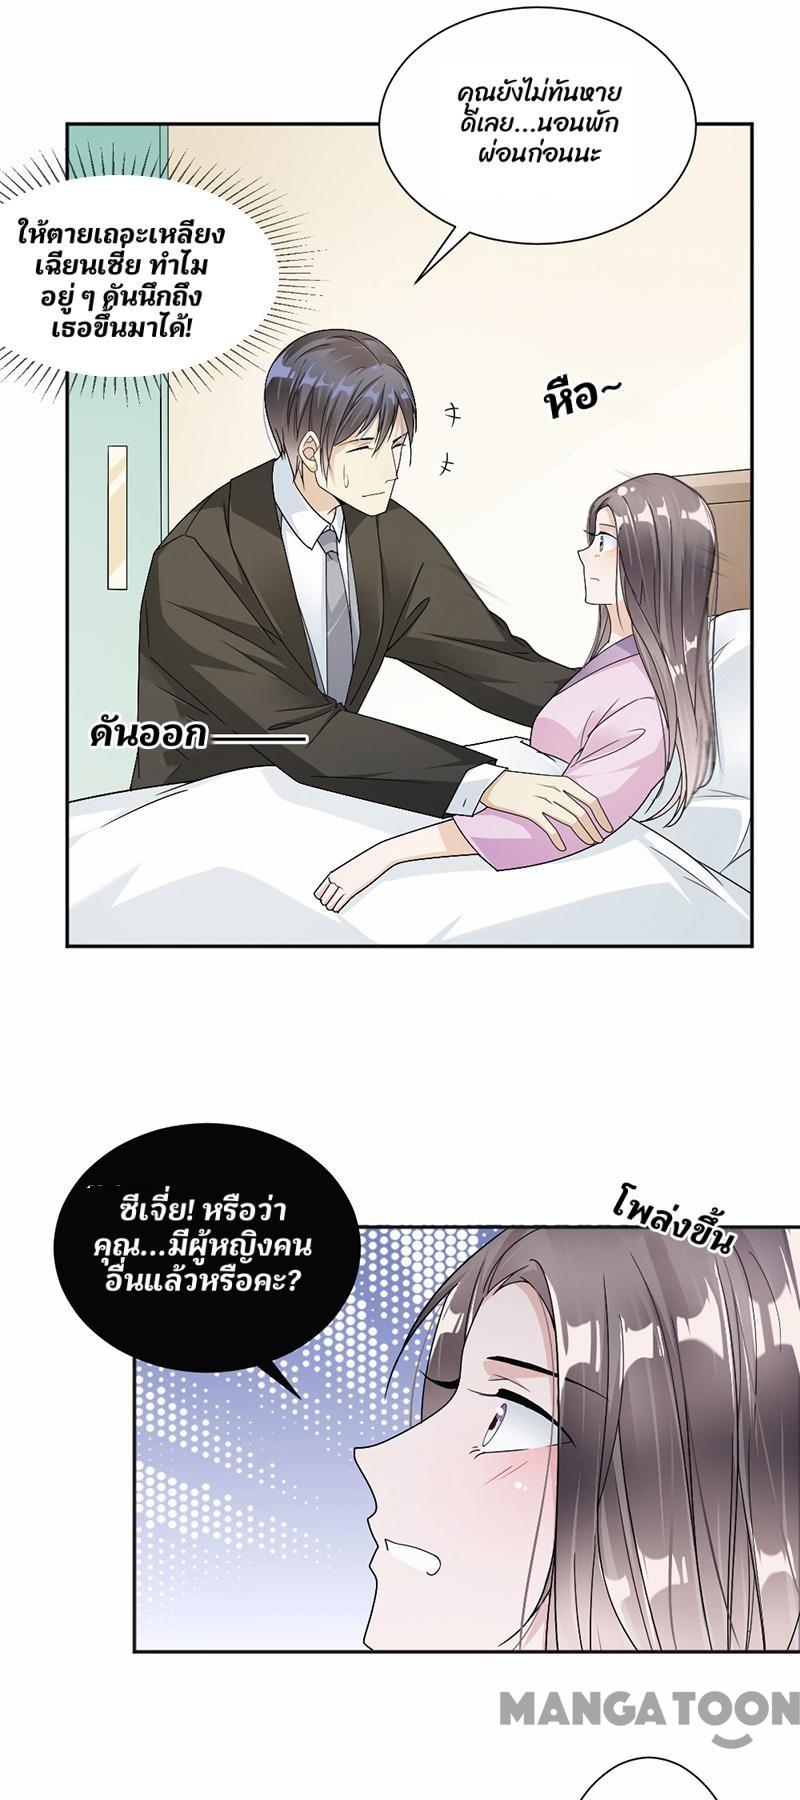 คุณยังไม่ทันหาย
ดีเลย...นอนพัก
ผ่อนก่อนนะ
ให้ตายเถอะเหลียง
เฉียนเซี่ย ทำไม
อยู่ ๆ ดันนึกถึง
เธอขึ้นมาได้!
หือ~
ดันออก
ซีเจี่ย! หรือว่า
คุณ...มีผู้หญิงคน
อื่นแล้วหรือคะ?
โพล่งขึ้น
MANGATOON